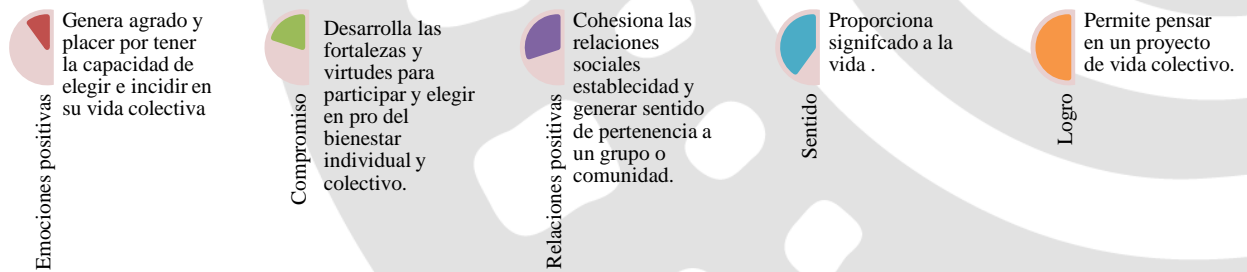 Emociones positivas
Genera agrado y
placer por tener
la capacidad de
elegir e incidir en
su vida colectiva
Compromiso
Desarrolla las
fortalezas y
virtudes para
participar y elegir
en pro del
bienestar
individual y
colectivo.
Relaciones positivas
Cohesiona las
relaciones
sociales
establecidad y
generar sentido
de pertenencia a
un grupo o
comunidad.
Sentido
Proporciona
signifcado a la
vida .
Logro
Permite pensar
en un proyecto
de vida colectivo.